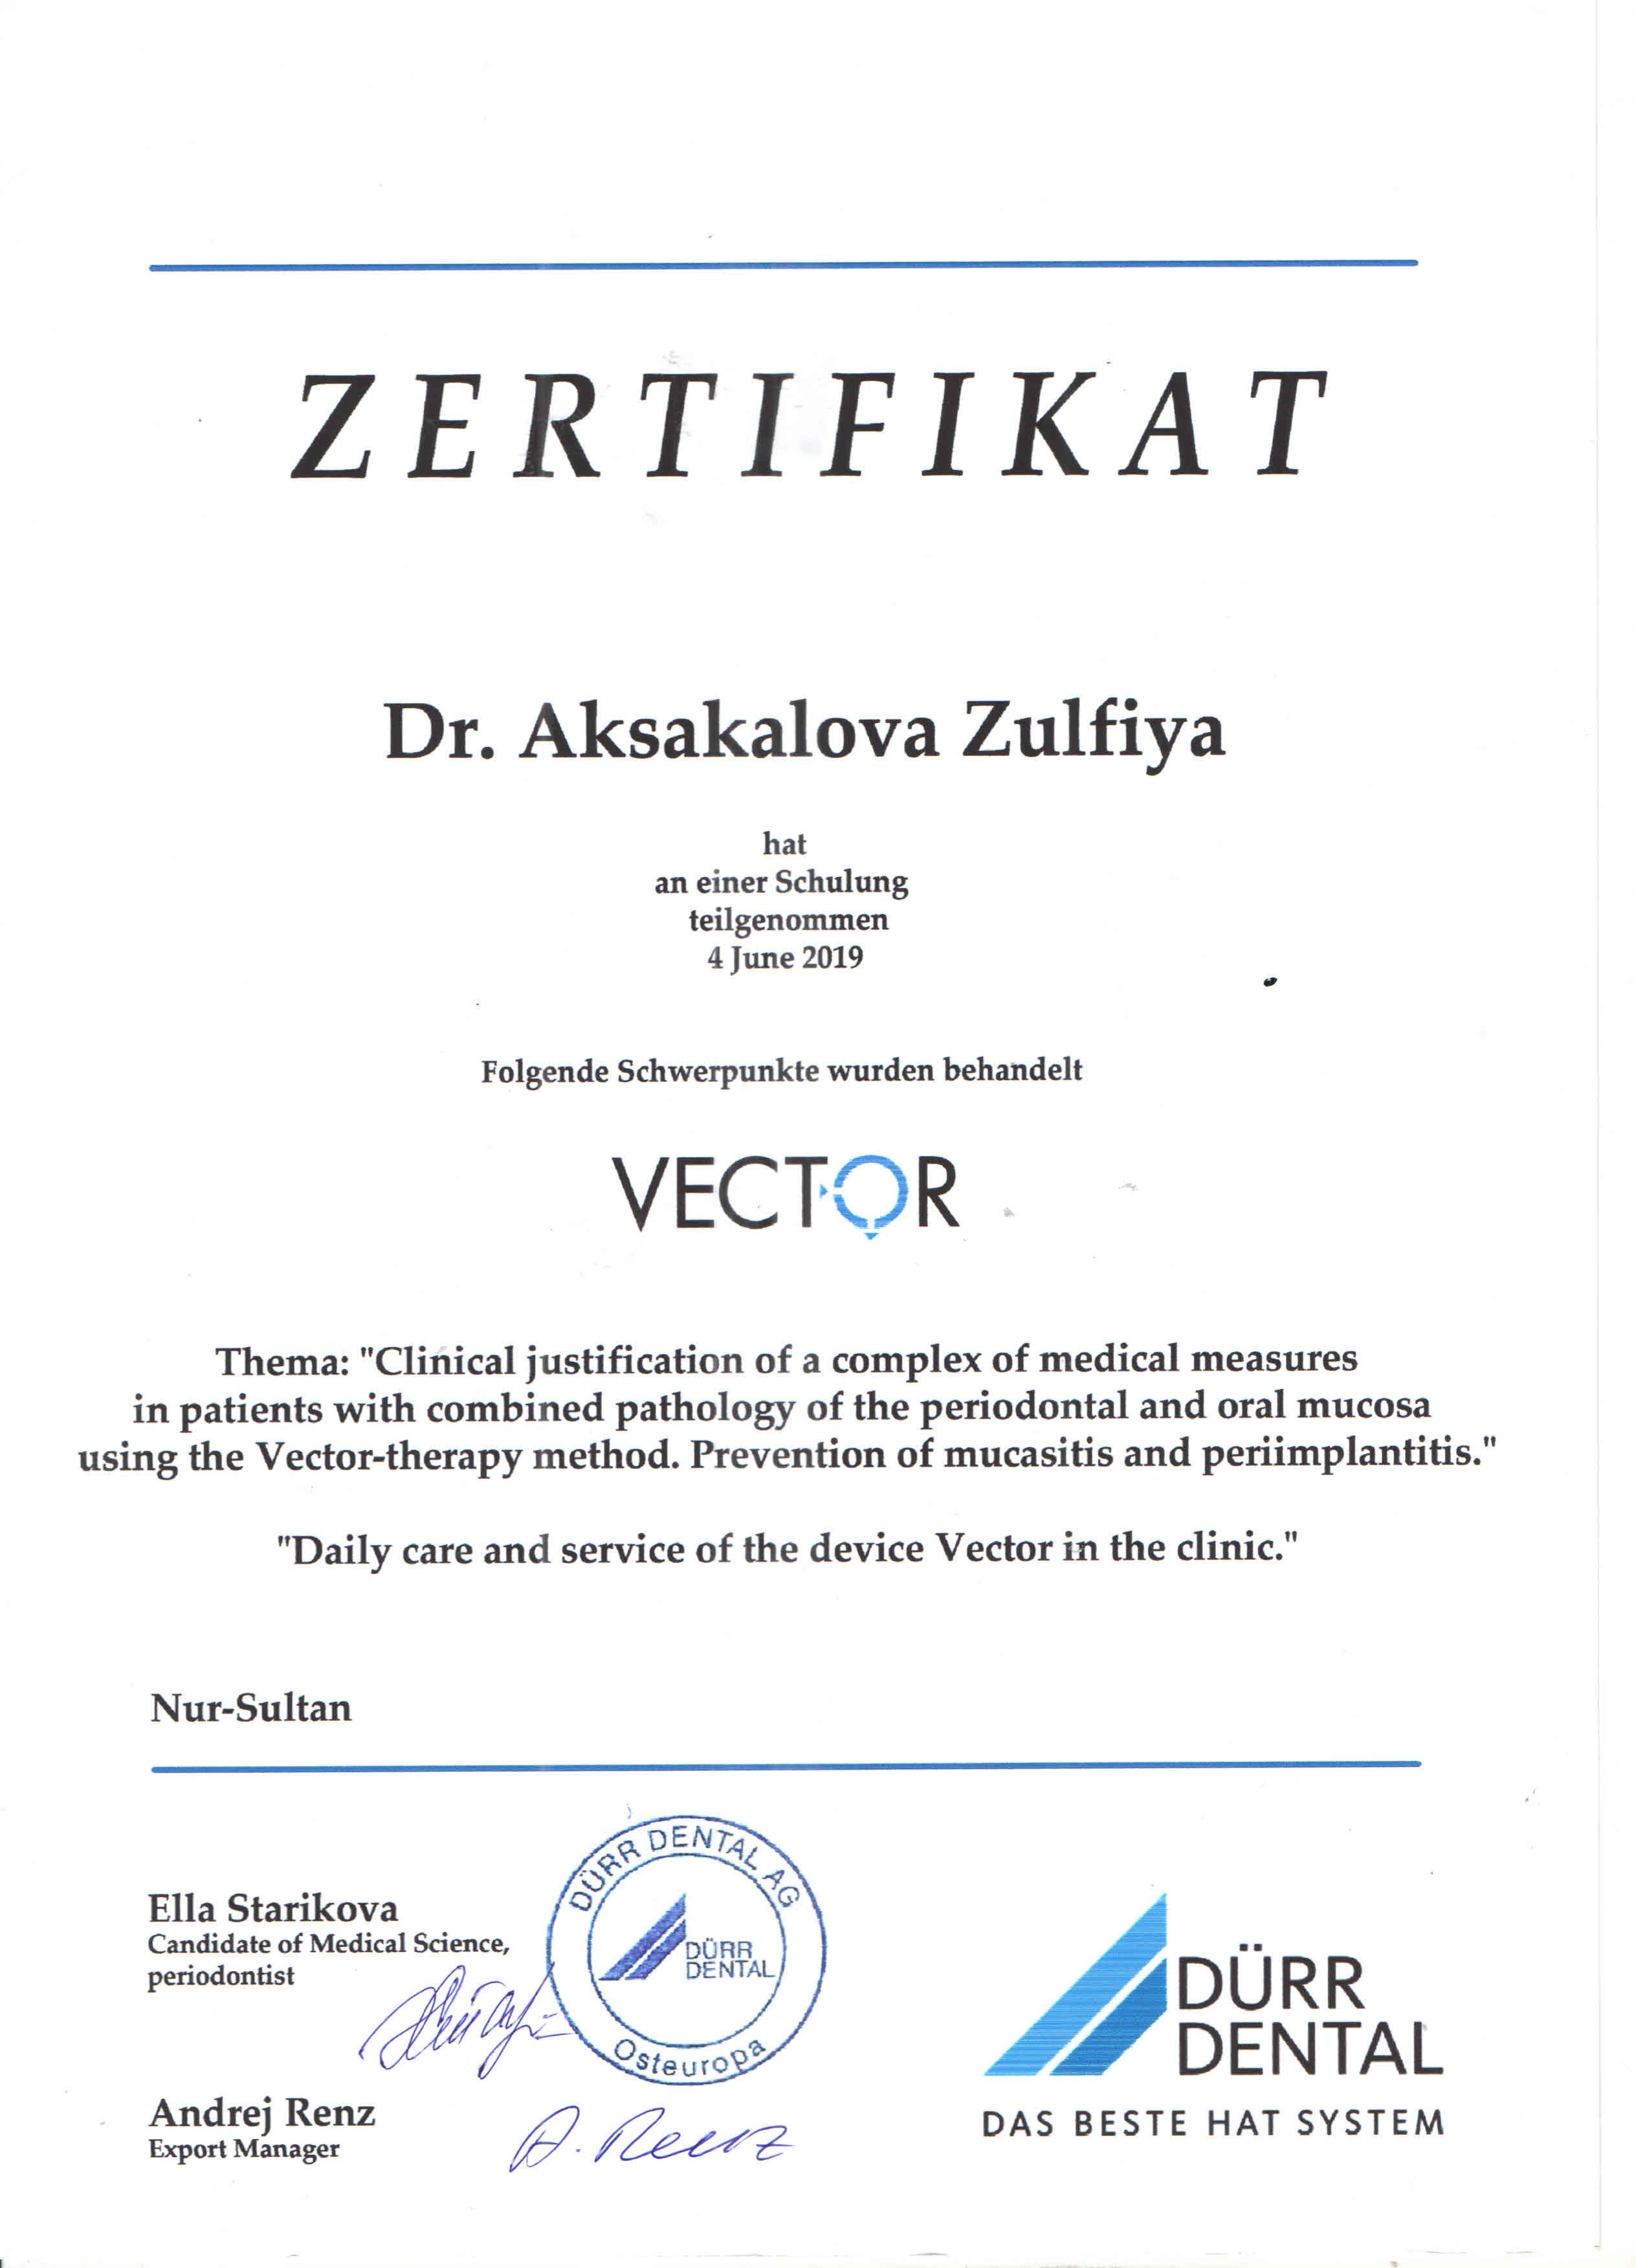 ZERTIFIKAT
Dr. Aksakalova Zulfiya
hat
an einer Schulung
teilgenommen
4 June 2019
Folgende Schwerpunkte wurden behandelt
VECTOR
Thema: "Clinical justification of a complex of medical measures
in patients with combined pathology of the periodontal and oral mucosa
using the Vector-therapy method. Prevention of mucasitis and periimplantitis."
"Daily care and service of the device Vector in the clinic."
Nur-Sultan
Ella Starikova
Candidate of Medical Science,
periodontist
DÜRR DENTAL AG
DÜRR
DENTAL
Osteuropa
Andrej Renz
Export Manager
A. Renz
DÜRR
DENTAL
DAS BESTE HAT SYSTEM